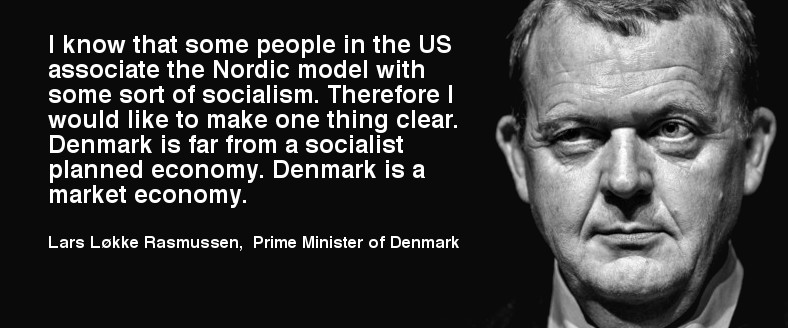 I know that some people in the US
associate the Nordic model with
some sort of socialism. Therefore I
would like to make one thing clear.
Denmark is far from a socialist
planned economy. Denmark is a
market economy.
Lars Løkke Rasmussen,  Prime Minister of Denmark